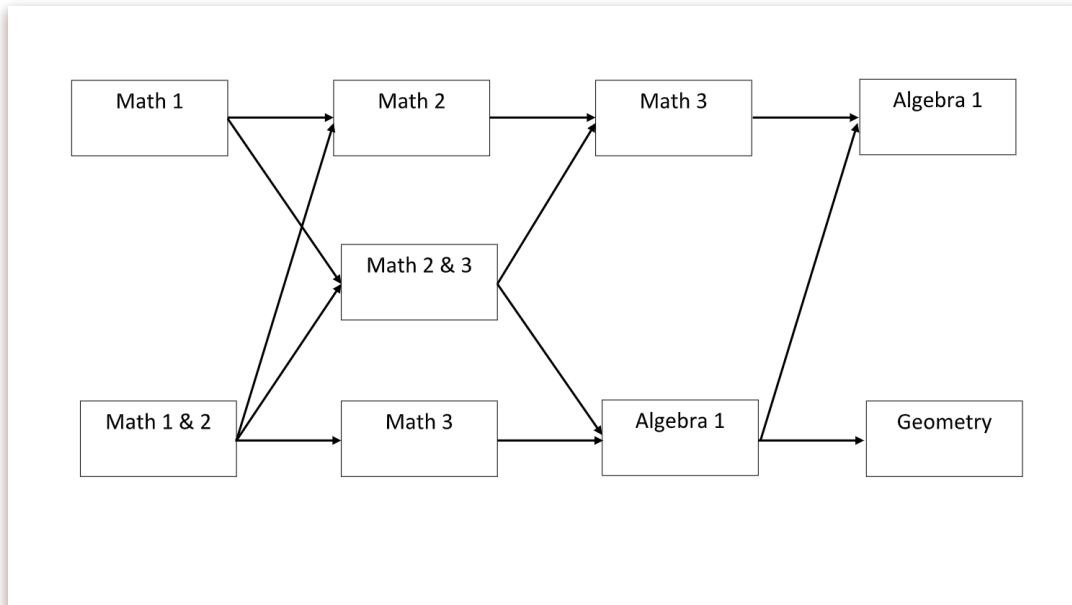 Math 1
Math 2
Math 3
Algebra 1
Math 2 & 3
Math 1 & 2
Math 3
Algebra 1
Geometry